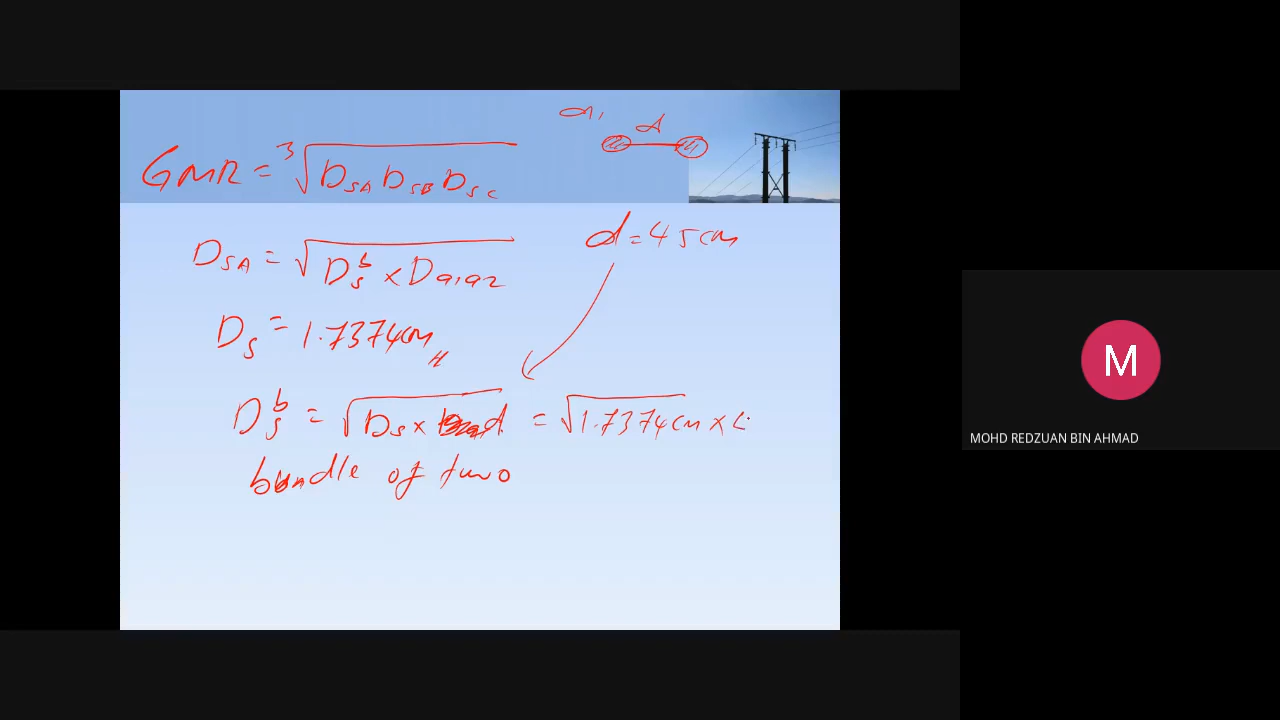 a1
d
GMR = ³√DSA DSB DSC
d = 45cm
DSA = √DSᵇ × Da1a2
DS = 1.7374cm
DSᵇ = √DS × d = √1.7374cm × 4
bundle of two
M
MOHD REDZUAN BIN AHMAD